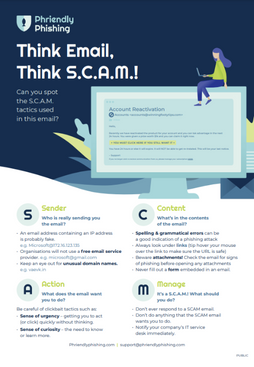 Phriendly
Phishing
Think Email,
Think S.C.A.M.!
Can you spot
the S.C.A.M.
tactics used
in this email?
Account Reactivation
Hello,
S
Sender
Who is really sending you
the email?
- An email address containing an IP address
is probably fake.
e.g. Microsoft@172.16.123.135
- Organisations will not use a free email service
provider. e.g. microsoft@gmail.com
- Keep an eye out for unusual domain names.
C
Content
What's in the contents
of the email?
- Spelling & grammatical errors can be
a good indication of a phishing attack
- Always look under links (tip: hover your mouse
over the link to make sure the URL is safe)
- Beware attachments! Check the email for signs
of phishing before opening any attachments
- Never fill out a form embedded in an email.
A
Action
What does the email want
you to do?
Be careful of clickbait tactics such as:
- Sense of urgency – getting you to act
(or click) quickly without thinking
- Sense of curiosity – the need to know
or learn more.
M
Manage
It's a S.C.A.M.! What should
you do?
- Don't ever respond to a SCAM email.
- Don't do anything that the SCAM email
wants you to do.
- Notify your company's IT service
desk immediately.
Phriendlyphishing.com | support@phriendlyphishing.com
PUBLIC